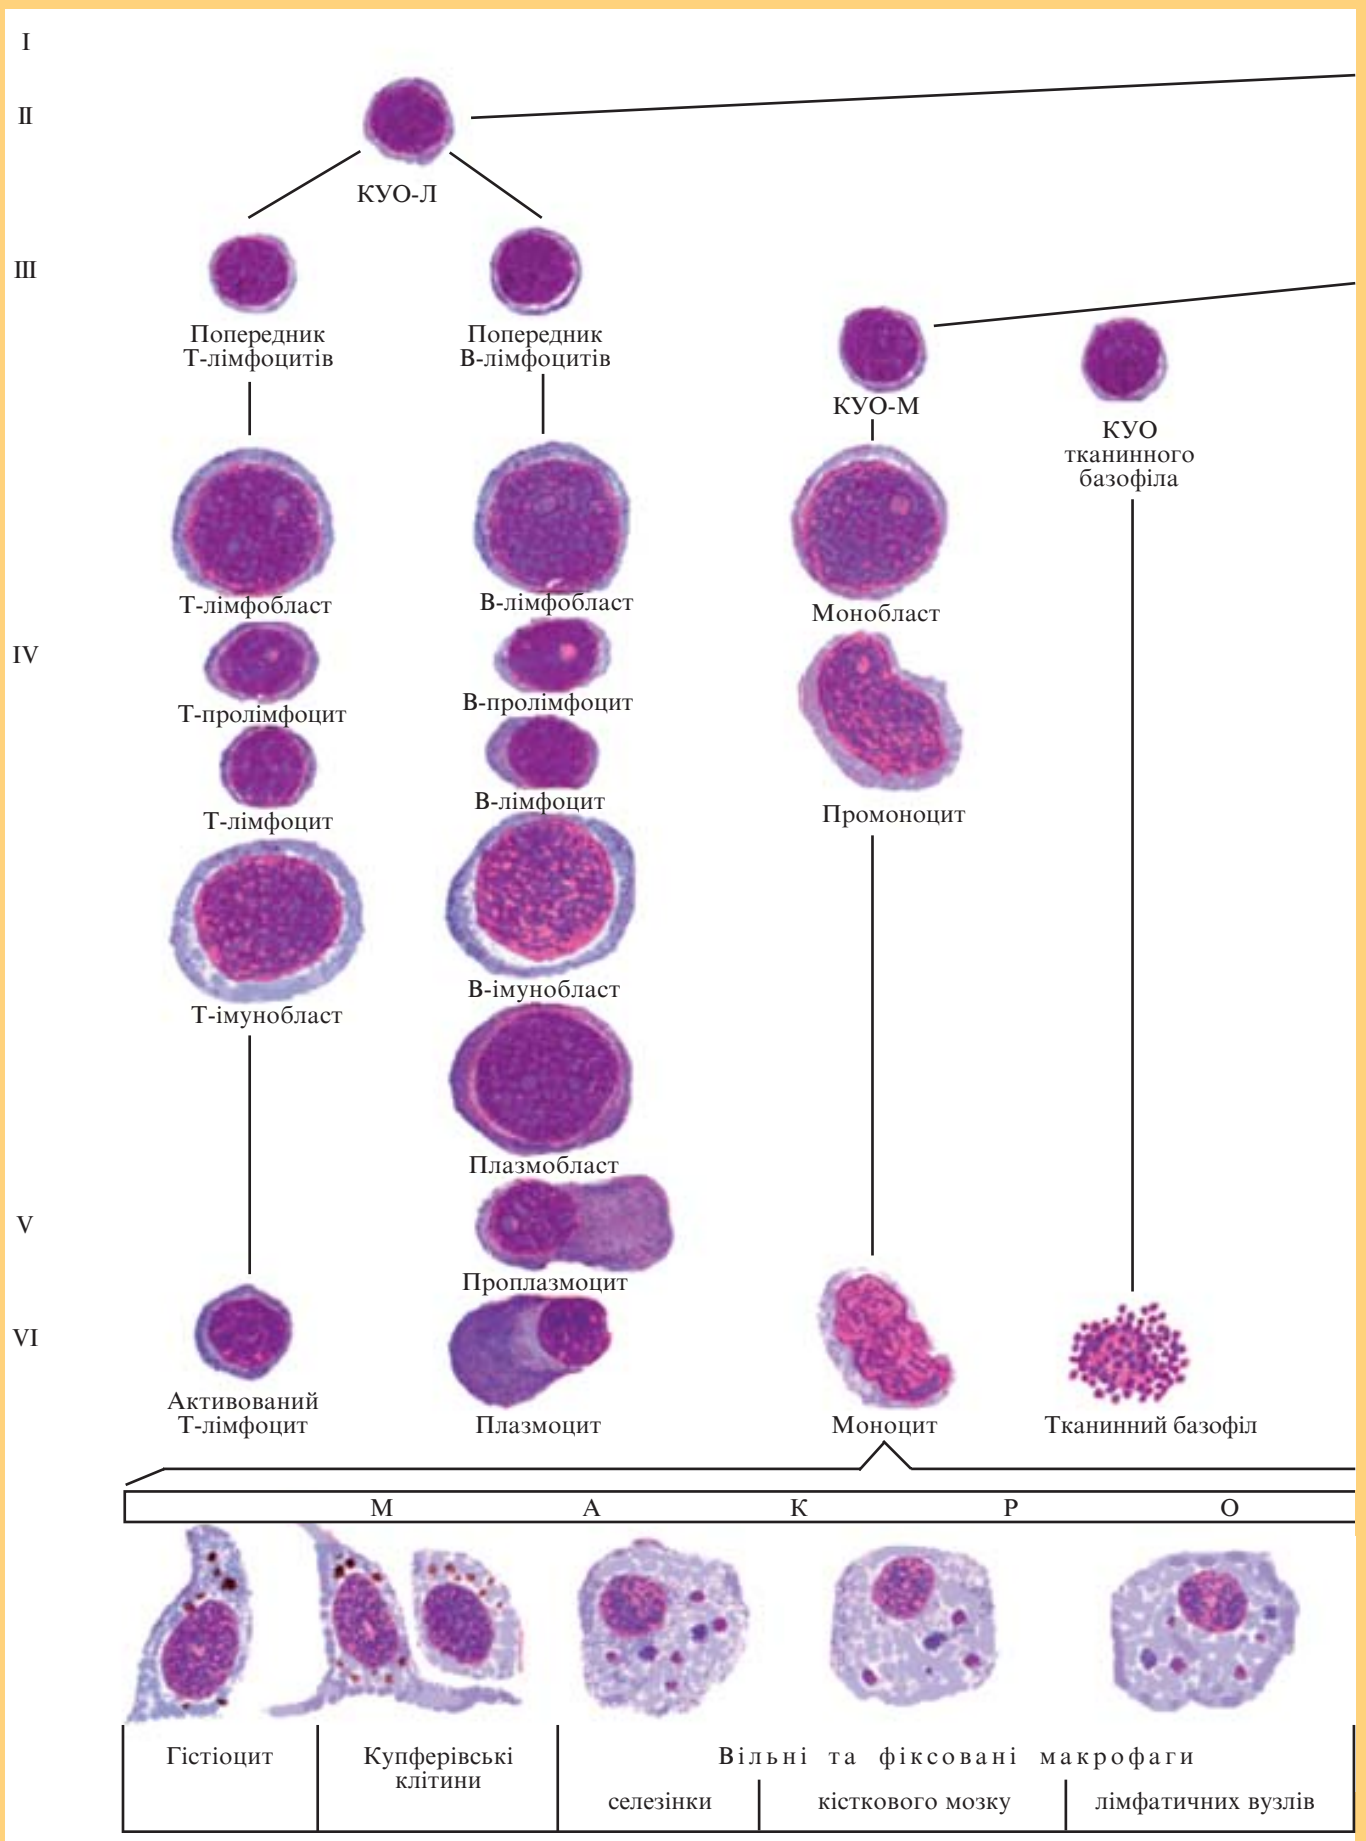 I
II
КУО-Л
III
Попередник
Т-лімфоцитів
Попередник
В-лімфоцитів
КУО-М
КУО
тканинного
базофіла
Т-лімфобласт
В-лімфобласт
Монобласт
IV
Т-пролімфоцит
В-пролімфоцит
Т-лімфоцит
В-лімфоцит
Промоноцит
Т-імунобласт
В-імунобласт
Плазмобласт
V
Проплазмоцит
VI
Активований
Т-лімфоцит
Плазмоцит
Моноцит
Тканинний базофіл
М А К Р О
Гістіоцит
Купферівські
клітини
Вільні та фіксовані макрофаги
селезінки
кісткового мозку
лімфатичних вузлів